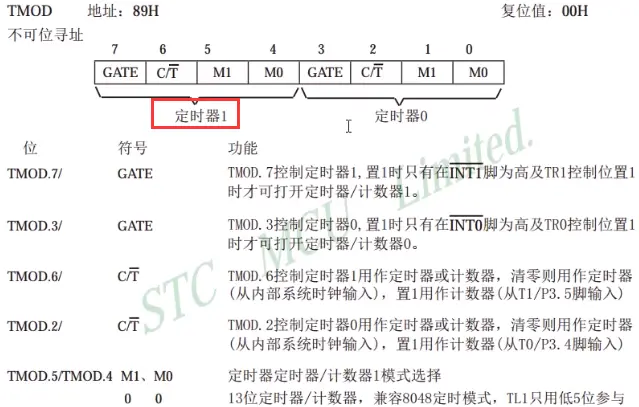 TMOD 地址：89H 复位值：00H
不可位寻址
7 6 5 4 3 2 1 0
GATE C/T̅ M1 M0 GATE C/T̅ M1 M0
定时器1 定时器0
位 符号 功能
TMOD.7/ GATE TMOD.7控制定时器1,置1时只有在I̅N̅T̅1̅脚为高及TR1控制位置1
时才可打开定时器/计数器1。
TMOD.3/ GATE TMOD.3控制定时器0,置1时只有在I̅N̅T̅0̅脚为高及TR0控制位置1
时才可打开定时器/计数器0。
TMOD.6/ C/T̅ TMOD.6控制定时器1用作定时器或计数器，清零则用作定时器
(从内部系统时钟输入)，置1用作计数器(从T1/P3.5脚输入)
TMOD.2/ C/T̅ TMOD.2控制定时器0用作定时器或计数器，清零则用作定时器
(从内部系统时钟输入)，置1用作计数器(从T0/P3.4脚输入)
TMOD.5/TMOD.4 M1、M0 定时器定时器/计数器1模式选择
0 0 13位定时器/计数器，兼容8048定时模式，TL1只用低5位参与
STC MCU Limited.